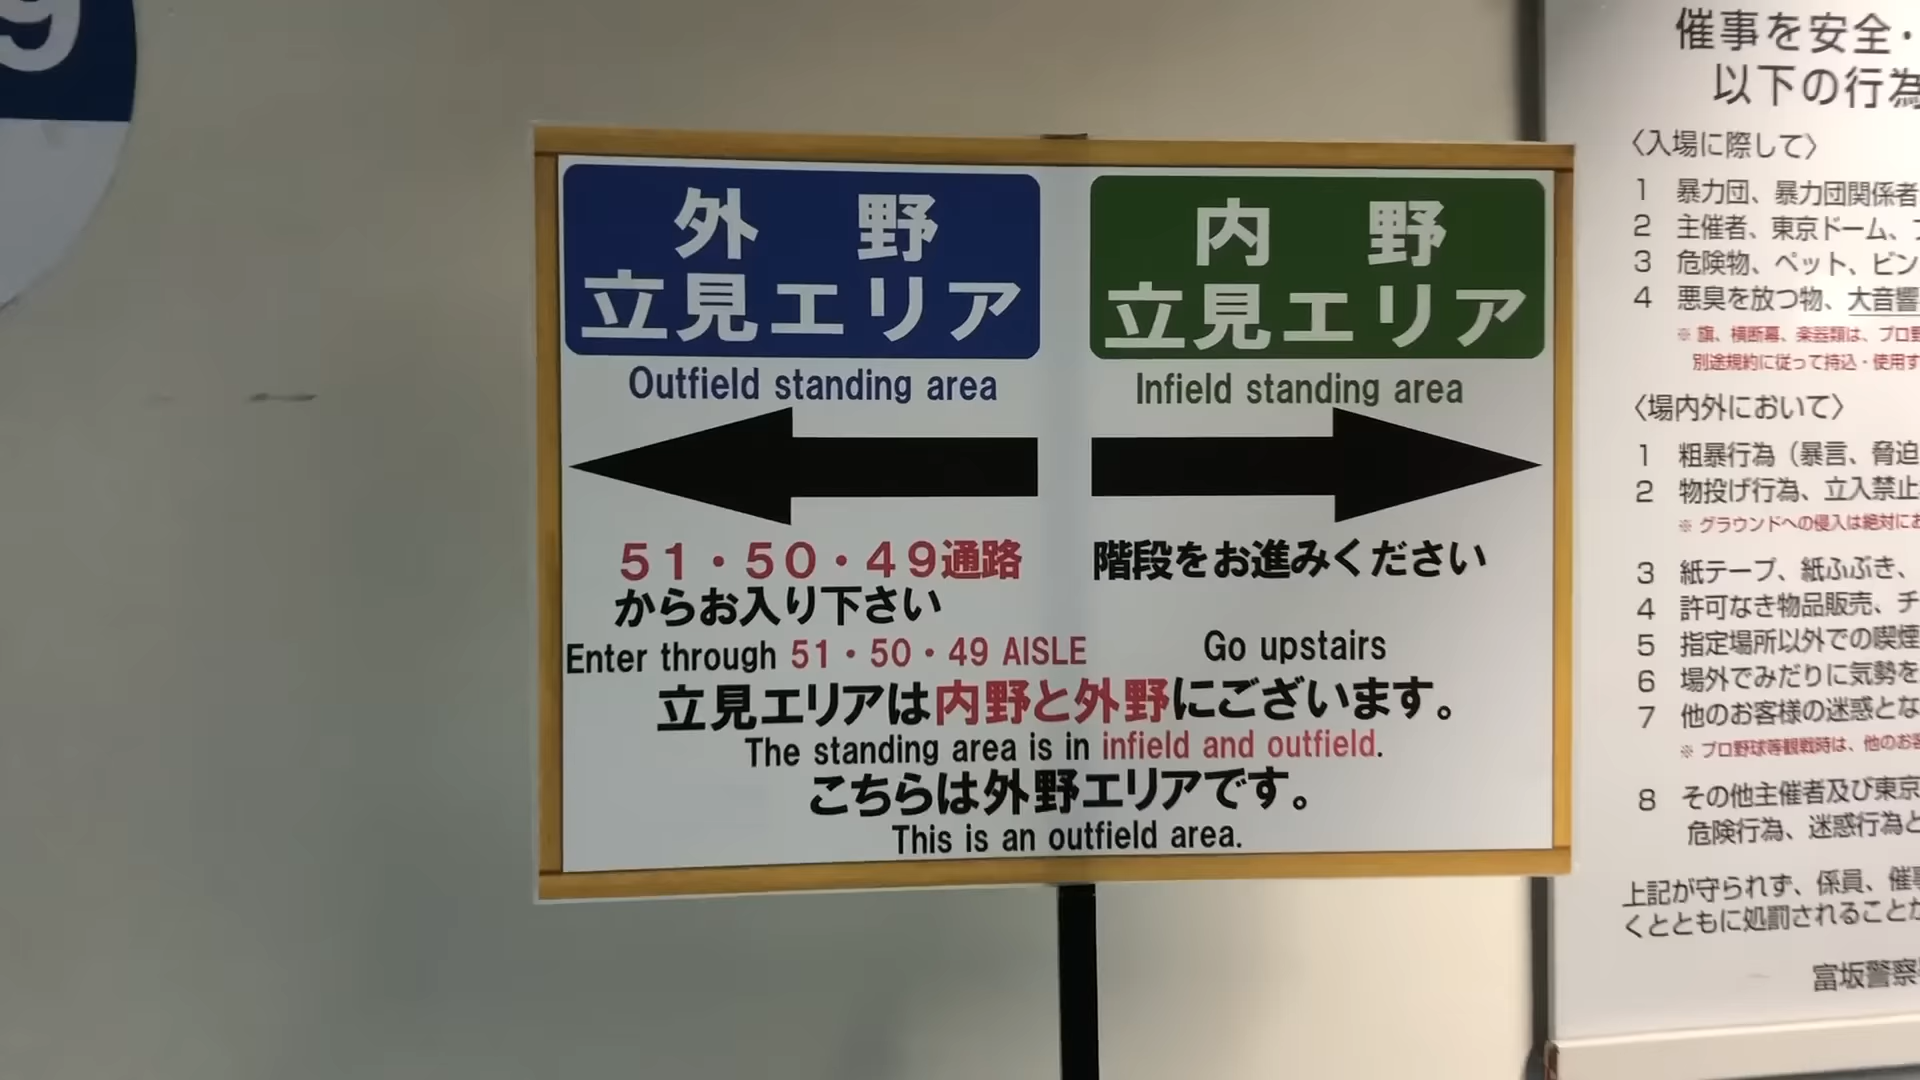 9
外 野
立見エリア
Outfield standing area
51・50・49通路
からお入り下さい
Enter through 51・50・49 AISLE
内 野
立見エリア
Infield standing area
階段をお進みください
Go upstairs
立見エリアは内野と外野にございます。
The standing area is in infield and outfield.
こちらは外野エリアです。
This is an outfield area.
催事を安全・
以下の行為
〈入場に際して〉
1 暴力団、暴力団関係者
2 主催者、東京ドーム、
3 危険物、ペット、ビン
4 悪臭を放つ物、大音響
※ 旗、横断幕、楽器類は、プロ野
別途規約に従って持込・使用す
〈場内外において〉
1 粗暴行為（暴言、脅迫
2 物投げ行為、立入禁止
※ グラウンドへの侵入は絶対にお
3 紙テープ、紙ふぶき、
4 許可なき物品販売、チ
5 指定場所以外での喫煙
6 場外でみだりに気勢を
7 他のお客様の迷惑とな
※ プロ野球等観戦時は、他のお客
8 その他主催者及び東京
危険行為、迷惑行為と
上記が守られず、係員、催事
くとともに処罰されることが
富坂警察